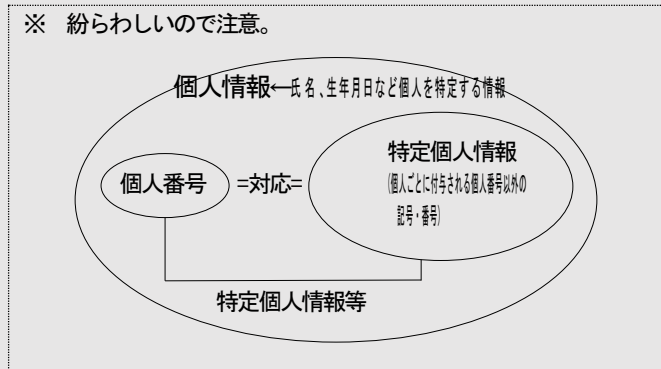 ※ 紛らわしいので注意。
個人情報←氏名、生年月日など個人を特定する情報
特定個人情報
個人番号 =対応= (個人ごとに付与される個人番号以外の
記号・番号)
特定個人情報等